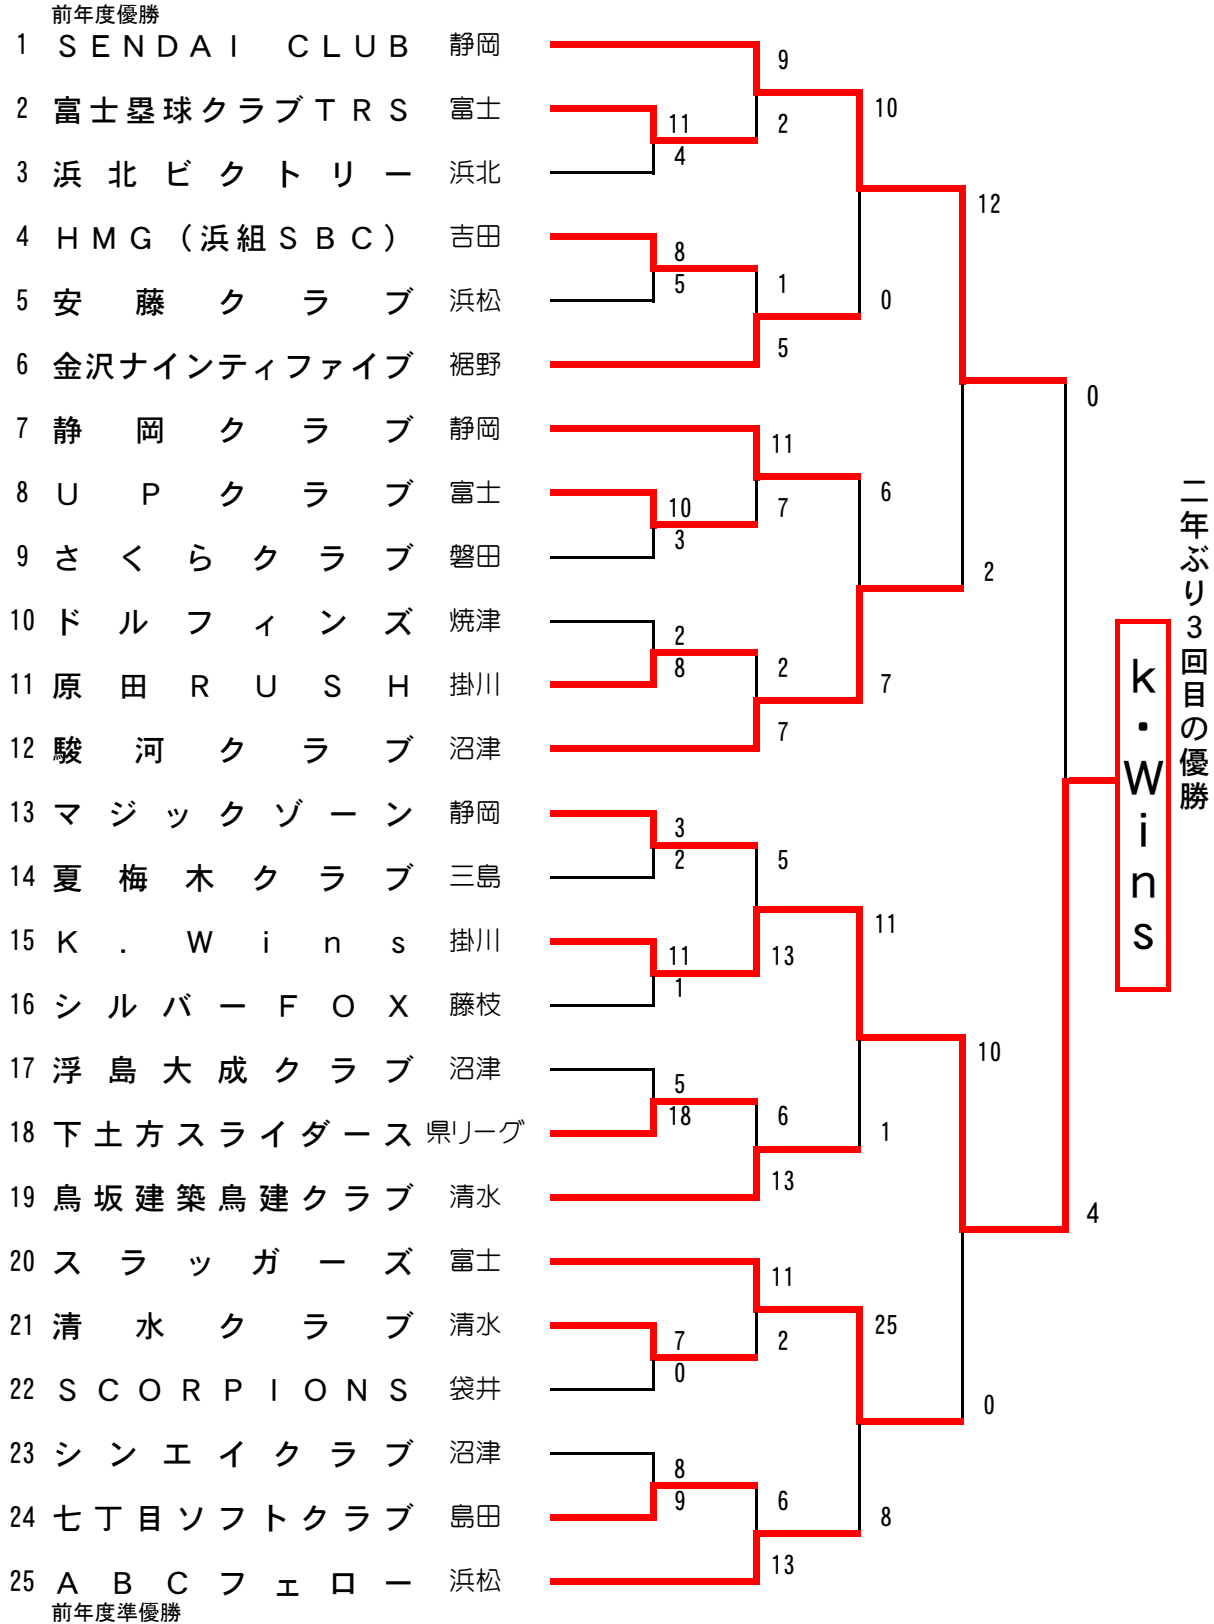 前年度優勝
1 SENDAI CLUB 静岡
2 富士塁球クラブTRS 富士
3 浜北ビクトリー 浜北
4 HMG(浜組SBC) 吉田
5 安藤クラブ 浜松
6 金沢ナインティファイブ 裾野
7 静岡クラブ 静岡
8 UPクラブ 富士
9 さくらクラブ 磐田
10 ドルフィンズ 焼津
11 原田RUSH 掛川
12 駿河クラブ 沼津
13 マジックゾーン 静岡
14 夏梅木クラブ 三島
15 K.Wins 掛川
16 シルバーFOX 藤枝
17 浮島大成クラブ 沼津
18 下土方スライダース 県リーグ
19 鳥坂建築鳥建クラブ 清水
20 スラッガーズ 富士
21 清水クラブ 清水
22 SCORPIONS 袋井
23 シンエイクラブ 沼津
24 七丁目ソフトクラブ 島田
25 ABCフェロー 浜松
前年度準優勝
11
4
8
5
10
3
2
8
3
2
11
1
5
18
7
0
8
9
9
2
1
5
11
7
2
7
5
13
6
13
11
2
6
13
10
0
6
7
11
1
25
8
12
2
10
0
0
4
k・Wins
二年ぶり3回目の優勝